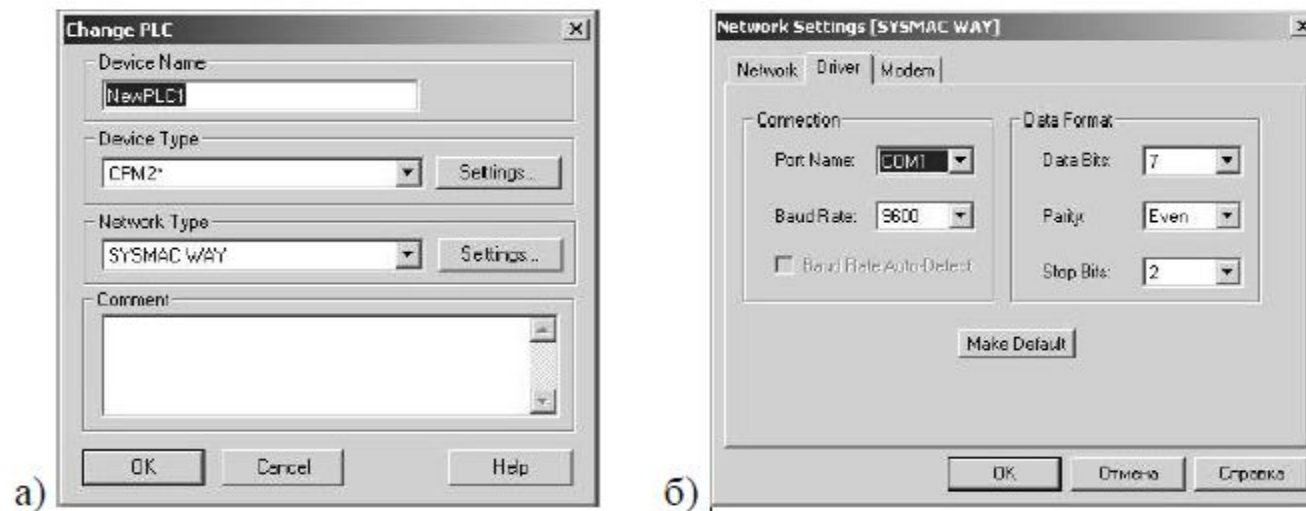 Change PLC
Device Name
NewPLC1
Device Type
CPM2*
Settings...
Network Type
SYSMAC WAY
Settings...
Comment
OK
Cancel
Help
а)
Network Settings [SYSMAC WAY]
Network
Driver
Modem
Connection
Port Name:
COM1
Baud Rate:
9600
Baud Rate Auto-Detect
Data Format
Data Bits:
7
Parity:
Even
Stop Bits:
2
Make Default
OK
Отмена
Справка
б)